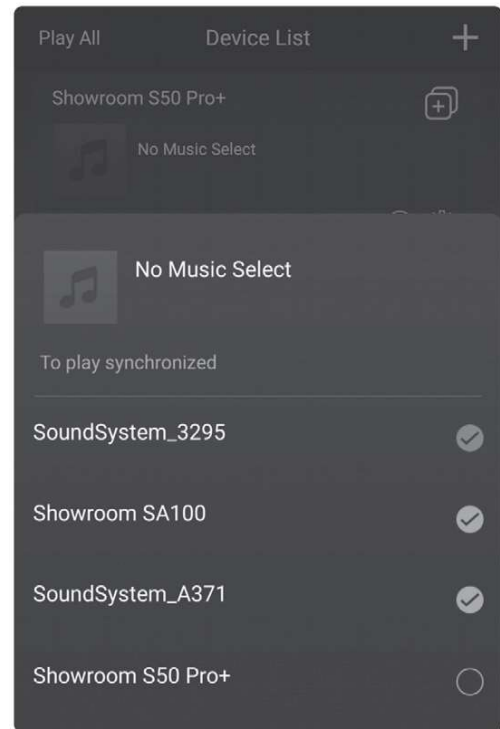 Play All Device List
Showroom S50 Pro+
No Music Select
No Music Select
To play synchronized
SoundSystem_3295
Showroom SA100
SoundSystem_A371
Showroom S50 Pro+